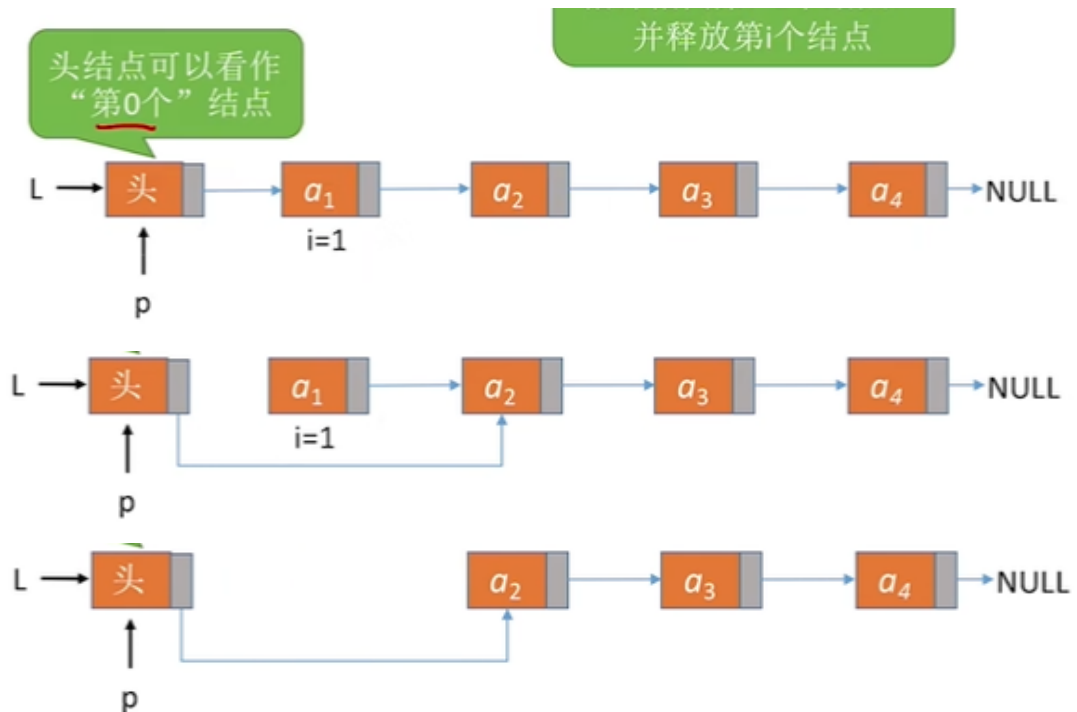 并释放第i个结点
头结点可以看作
“第0个”结点
L 头 a₁ a₂ a₃ a₄ NULL
i=1
p
L 头 a₁ a₂ a₃ a₄ NULL
i=1
p
L 头 a₂ a₃ a₄ NULL
p